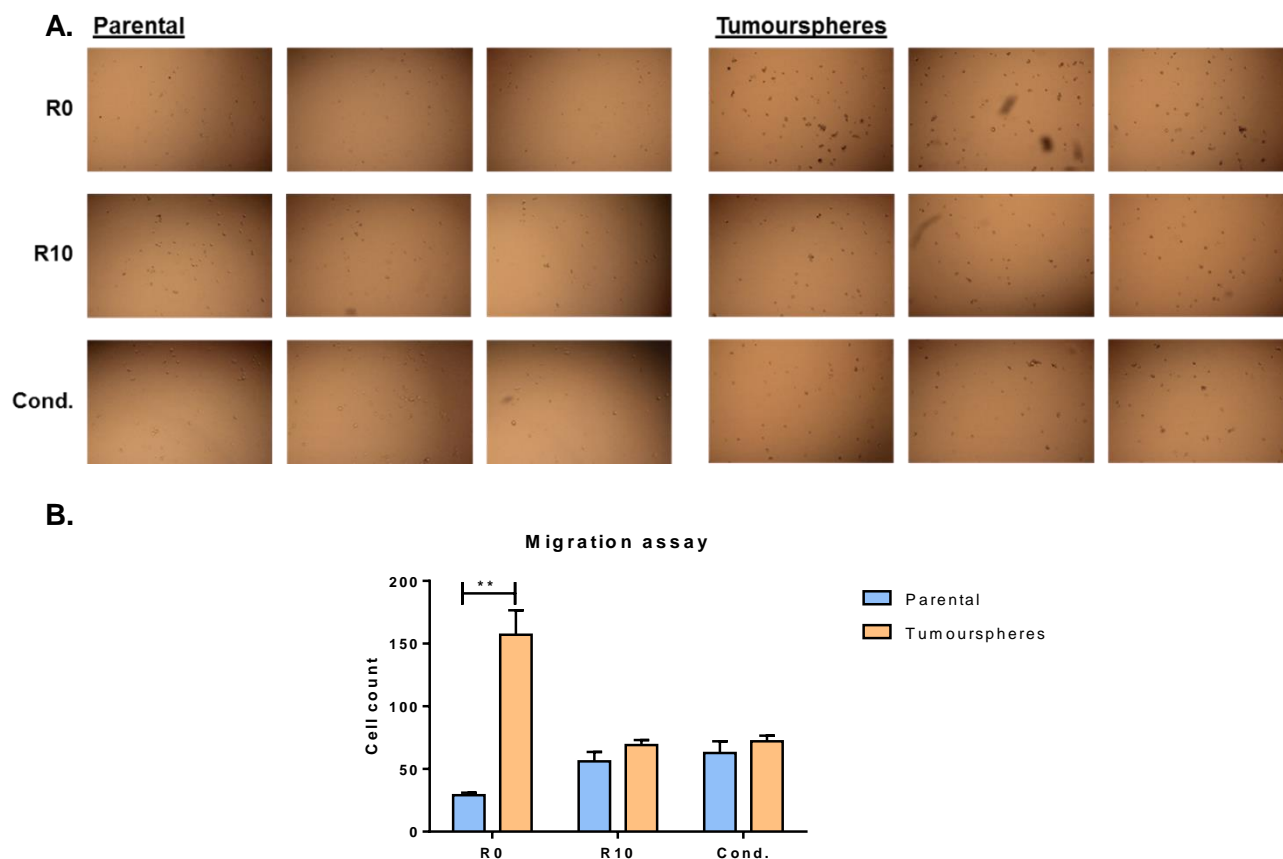 A. Parental Tumourspheres
R0
R10
Cond.
B.
Migration assay
**
200
150
100
50
0
Cell count
R0 R10 Cond.
Parental
Tumourspheres